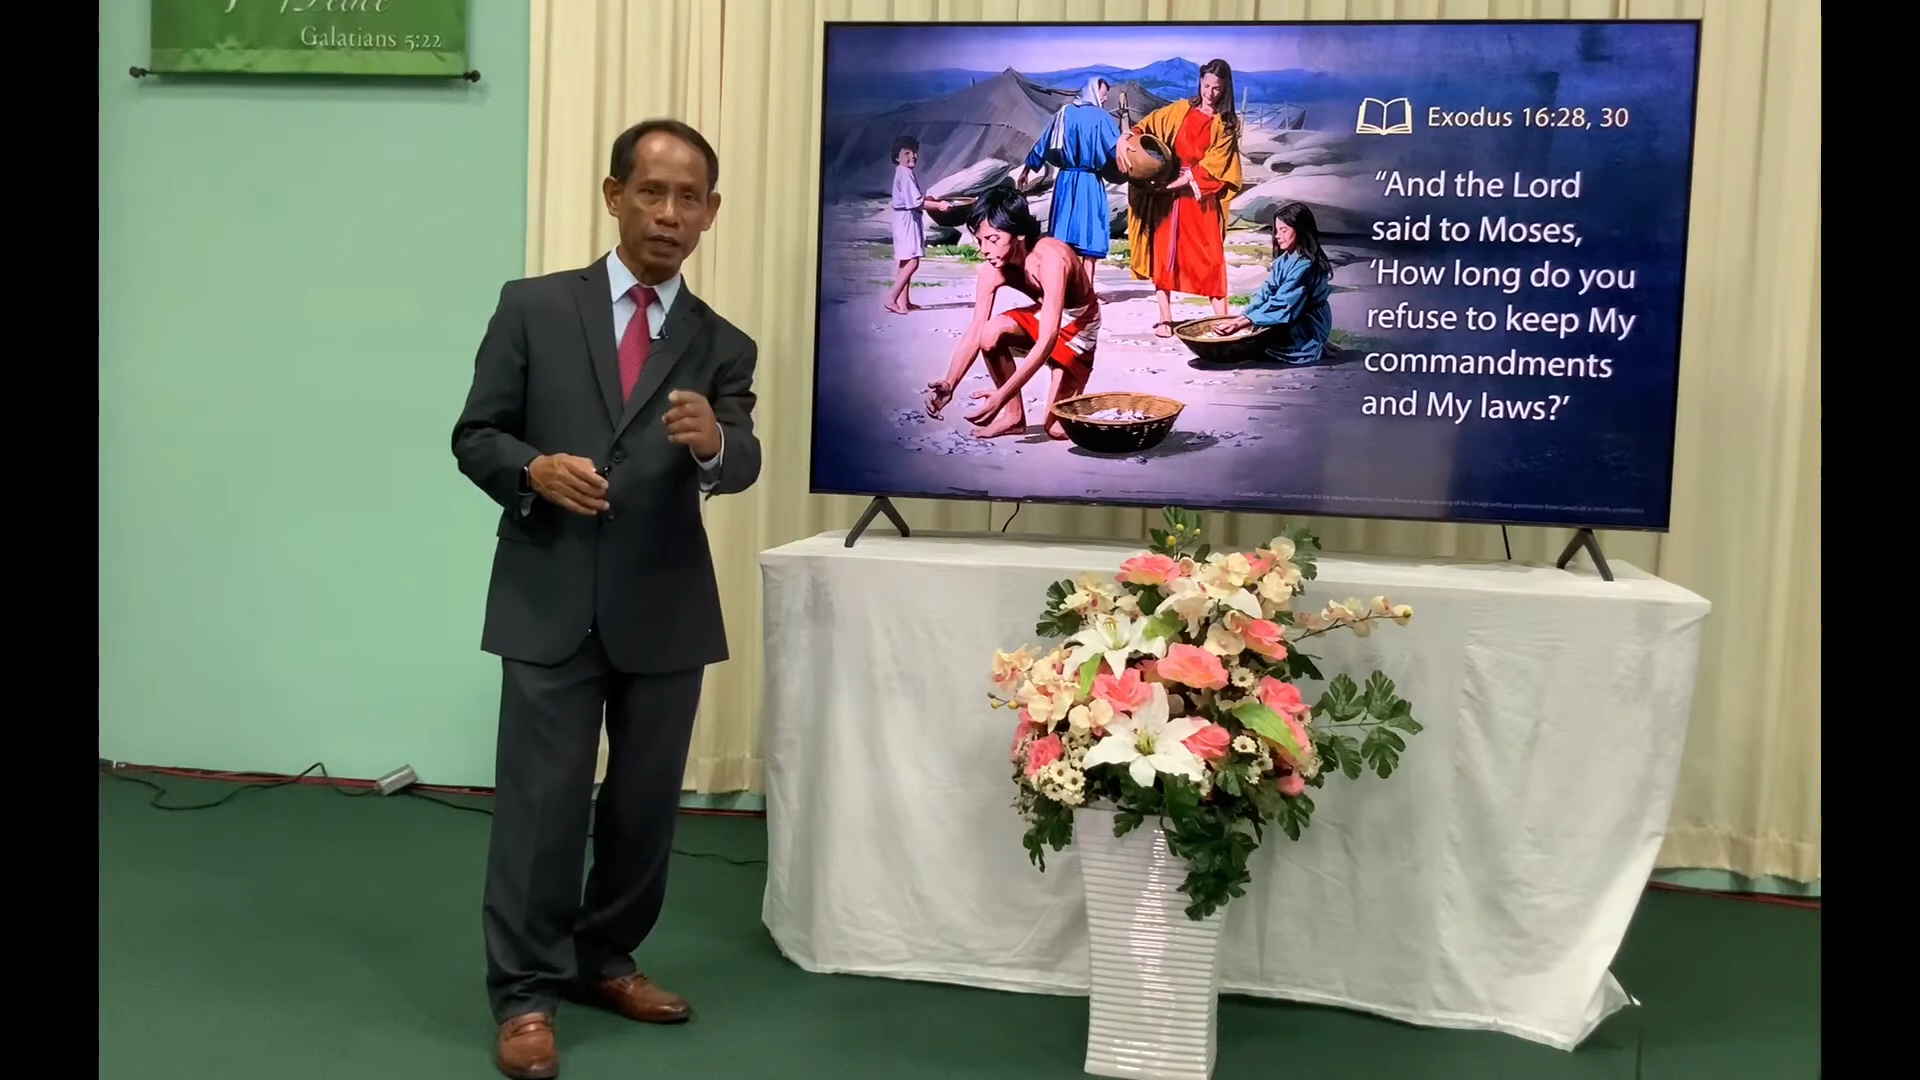 Peace
Galatians 5:22
Exodus 16:28, 30
“And the Lord
said to Moses,
‘How long do you
refuse to keep My
commandments
and My laws?’